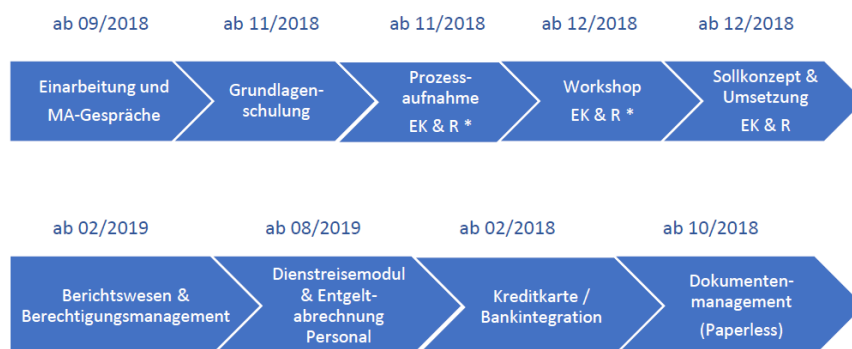 ab 09/2018
ab 11/2018
ab 11/2018
ab 12/2018
ab 12/2018
Einarbeitung und
MA-Gespräche
Grundlagen-
schulung
Prozess-
aufnahme
EK & R *
Workshop
EK & R *
Sollkonzept &
Umsetzung
EK & R
ab 02/2019
ab 08/2019
ab 02/2018
ab 10/2018
Berichtswesen &
Berechtigungsmanagement
Dienstreisemodul
& Entgelt-
abrechnung
Personal
Kreditkarte /
Bankintegration
Dokumenten-
management
(Paperless)